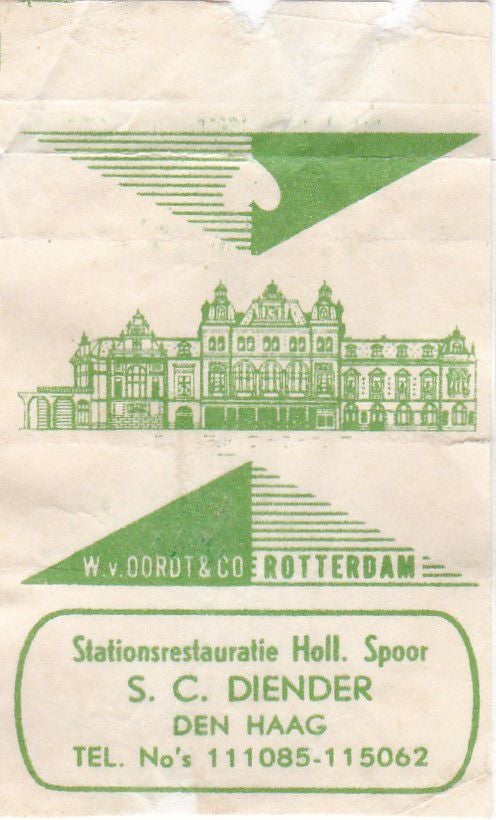 W.v.OORDT & CO ROTTERDAM
Stationsrestauratie Holl. Spoor
S. C. DIENDER
DEN HAAG
TEL. No's 111085-115062